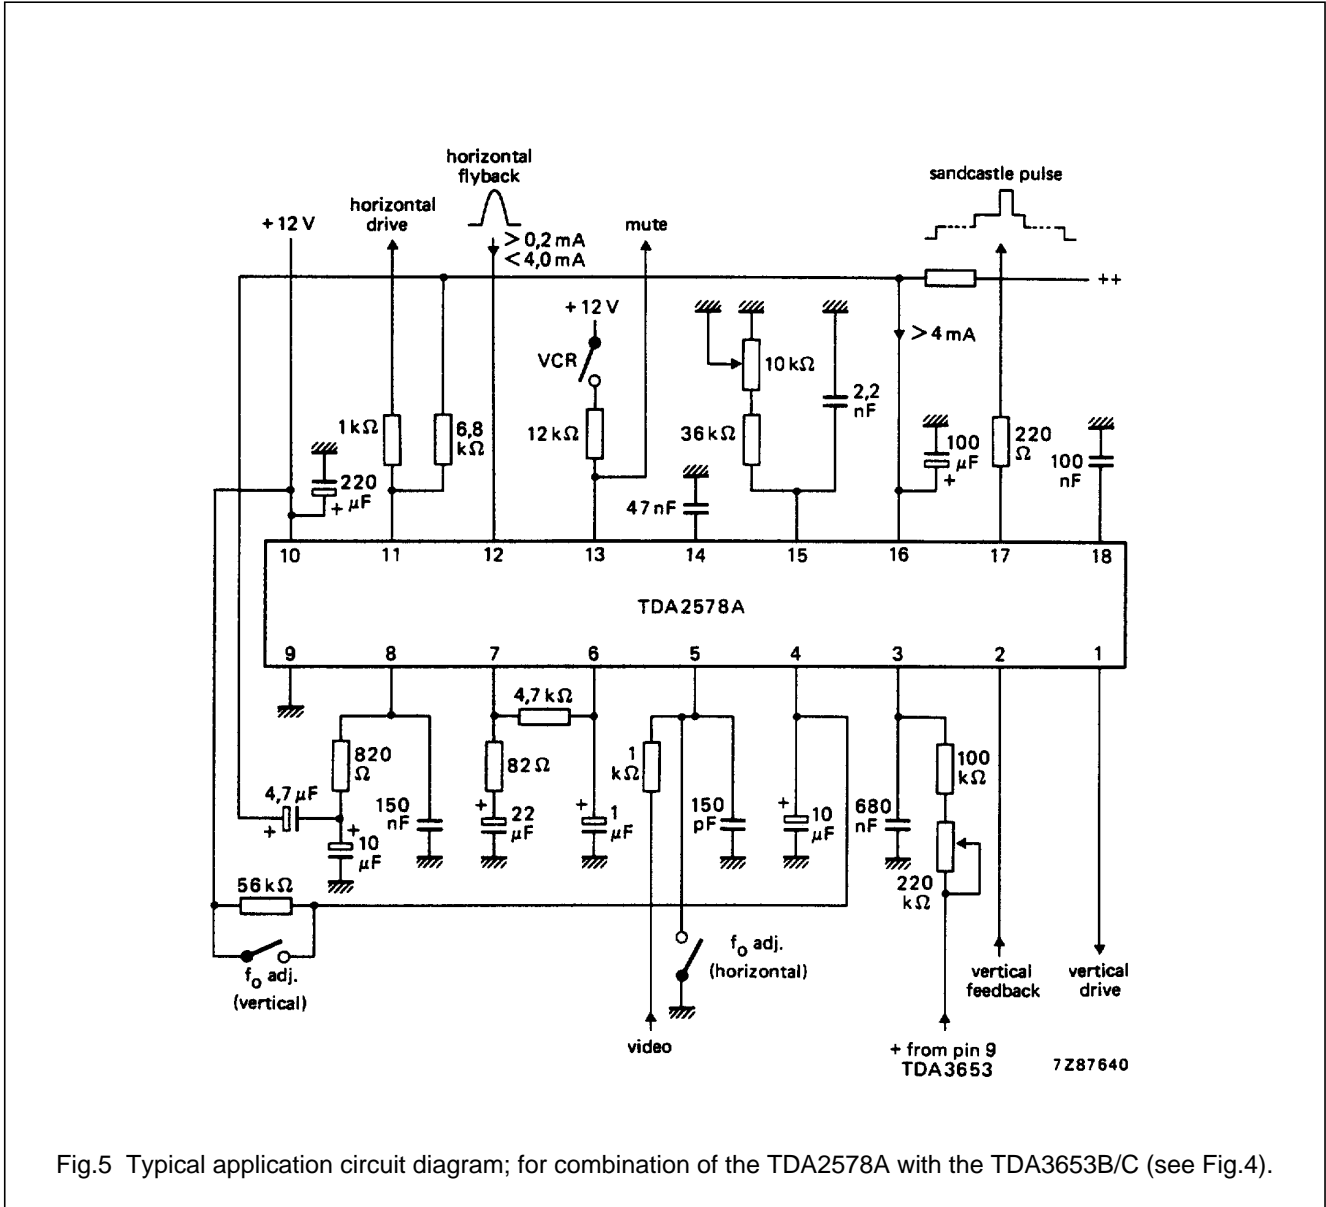 horizontal
flyback
sandcastle pulse
horizontal
drive
+ 12 V
mute
> 0,2 mA
< 4,0 mA
++
+ 12 V
> 4 mA
VCR
10 kΩ
2,2
nF
1 kΩ
6,8
kΩ
12 kΩ
36 kΩ
100
μF
+
220
Ω
100
nF
220
+ μF
47 nF
10
11
12
13
14
15
16
17
18
TDA2578A
9
8
7
6
5
4
3
2
1
4,7 kΩ
820
Ω
82 Ω
1
kΩ
100
kΩ
4,7 μF
+
+
10
μF
150
nF
+
22
μF
+
1
μF
150
pF
+
10
μF
680
nF
220
kΩ
56 kΩ
fo adj.
(vertical)
fo adj.
(horizontal)
vertical
feedback
vertical
drive
video
+ from pin 9
TDA3653
7Z87640
Fig.5 Typical application circuit diagram; for combination of the TDA2578A with the TDA3653B/C (see Fig.4).